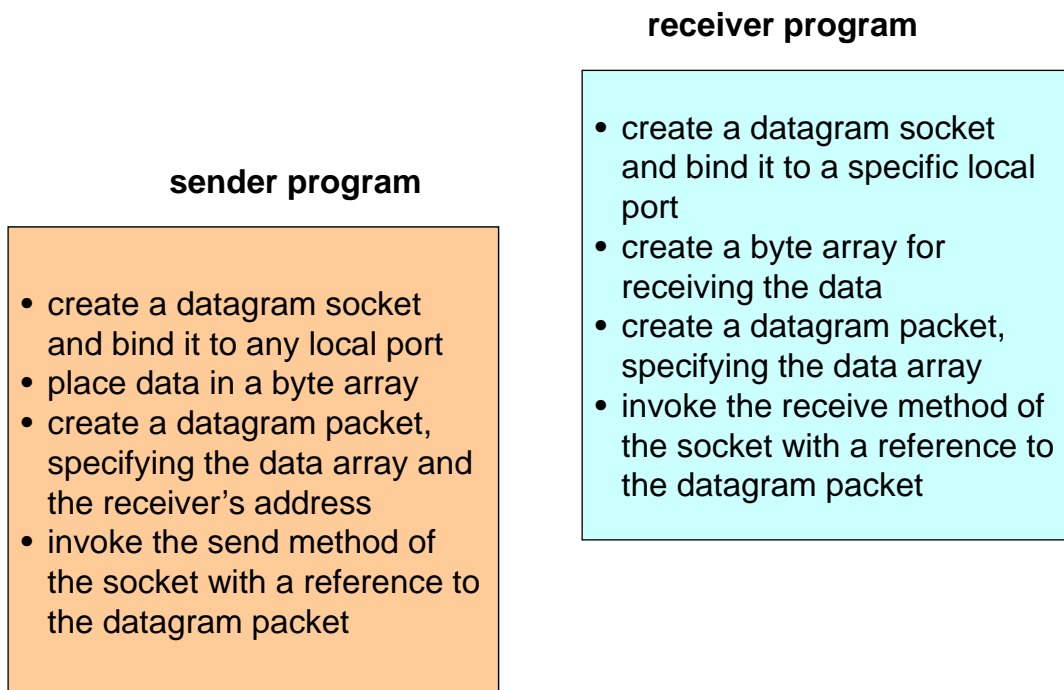 receiver program
• create a datagram socket
and bind it to a specific local
port
• create a byte array for
receiving the data
• create a datagram packet,
specifying the data array
• invoke the receive method of
the socket with a reference to
the datagram packet
sender program
• create a datagram socket
and bind it to any local port
• place data in a byte array
• create a datagram packet,
specifying the data array and
the receiver’s address
• invoke the send method of
the socket with a reference to
the datagram packet